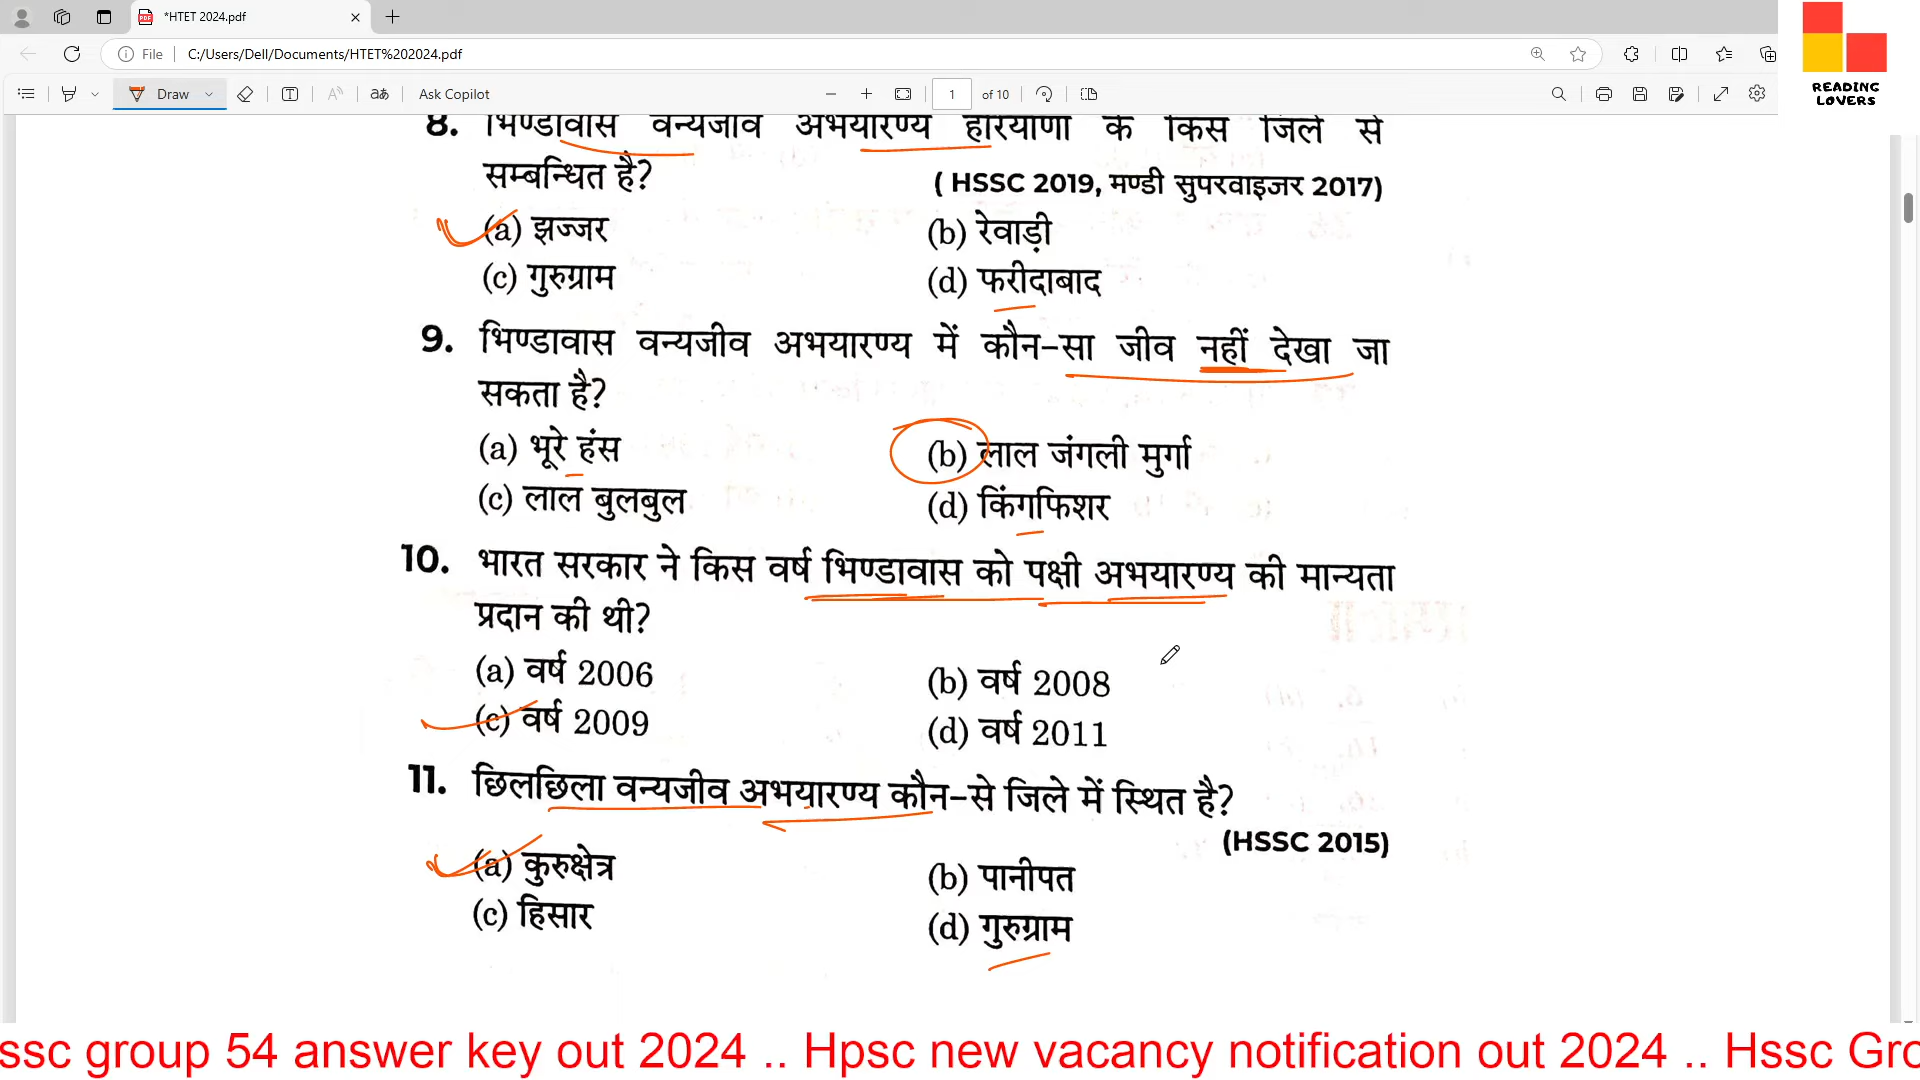 *HTET 2024.pdf
File C:/Users/Dell/Documents/HTET%202024.pdf
Draw Ask Copilot 1 of 10
READING
LOVERS
8. भिण्डावास वन्यजीव अभयारण्य हरियाणा के किस जिले से
सम्बन्धित है?
( HSSC 2019, मण्डी सुपरवाइजर 2017)
(a) झज्जर (b) रेवाड़ी
(c) गुरुग्राम (d) फरीदाबाद
9. भिण्डावास वन्यजीव अभयारण्य में कौन-सा जीव नहीं देखा जा
सकता है?
(a) भूरे हंस (b) लाल जंगली मुर्गा
(c) लाल बुलबुल (d) किंगफिशर
10. भारत सरकार ने किस वर्ष भिण्डावास को पक्षी अभयारण्य की मान्यता
प्रदान की थी?
(a) वर्ष 2006 (b) वर्ष 2008
(c) वर्ष 2009 (d) वर्ष 2011
11. छिलछिला वन्यजीव अभयारण्य कौन-से जिले में स्थित है?
(HSSC 2015)
(a) कुरुक्षेत्र (b) पानीपत
(c) हिसार (d) गुरुग्राम
ssc group 54 answer key out 2024 .. Hpsc new vacancy notification out 2024 .. Hssc Gro